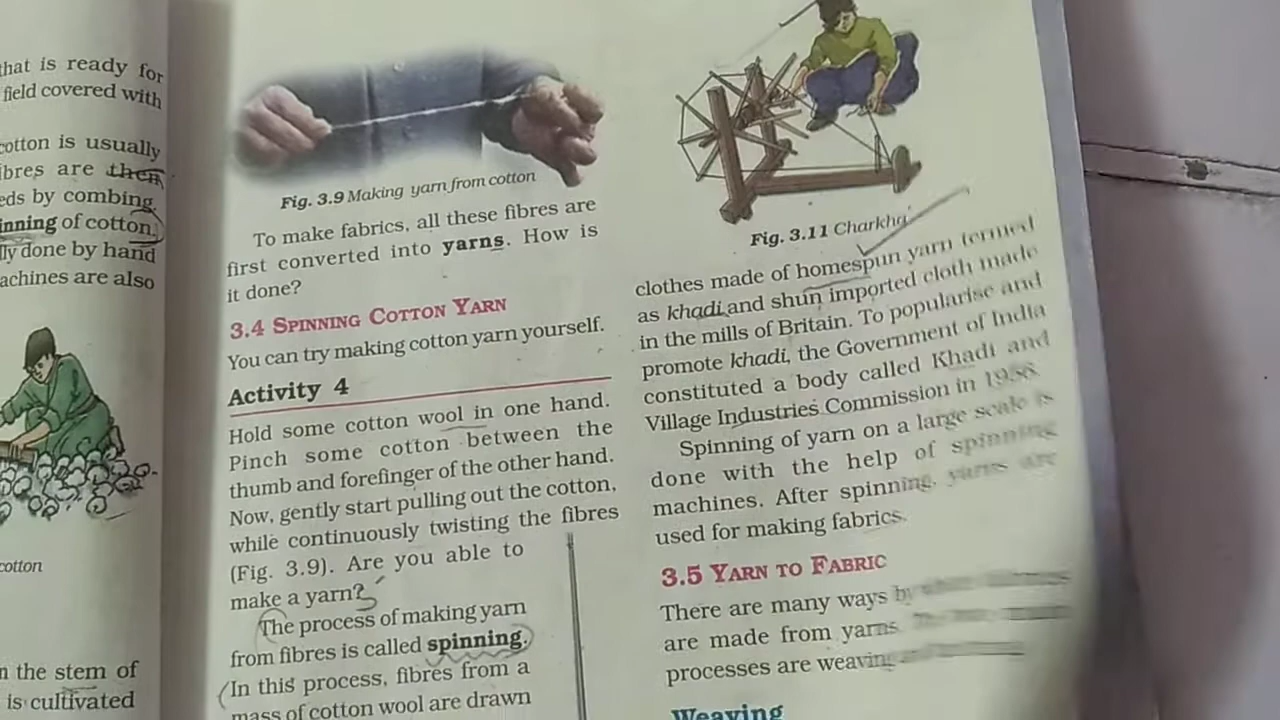 that is ready for
field covered with
cotton is usually
ibres are then
eds by combing.
inning of cotton.
lly done by hand
achines are also
cotton
n the stem of
is cultivated
Fig. 3.9 Making yarn from cotton
To make fabrics, all these fibres are
first converted into yarns. How is
it done?
3.4 SPINNING COTTON YARN
You can try making cotton yarn yourself.
Activity 4
Hold some cotton wool in one hand.
Pinch some cotton between the
thumb and forefinger of the other hand.
Now, gently start pulling out the cotton,
while continuously twisting the fibres
(Fig. 3.9). Are you able to
make a yarn?
The process of making yarn
from fibres is called spinning.
In this process, fibres from a
mass of cotton wool are drawn
Fig. 3.11 Charkha
clothes made of homespun yarn termed
as khadi and shun imported cloth made
in the mills of Britain. To popularise and
promote khadi, the Government of India
constituted a body called Khadi and
Village Industries Commission in 1956.
Spinning of yarn on a large scale is
done with the help of spinning
machines. After spinning, yarns are
used for making fabrics.
3.5 YARN TO FABRIC
There are many ways by
are made from yarns.
processes are weaving
Weaving